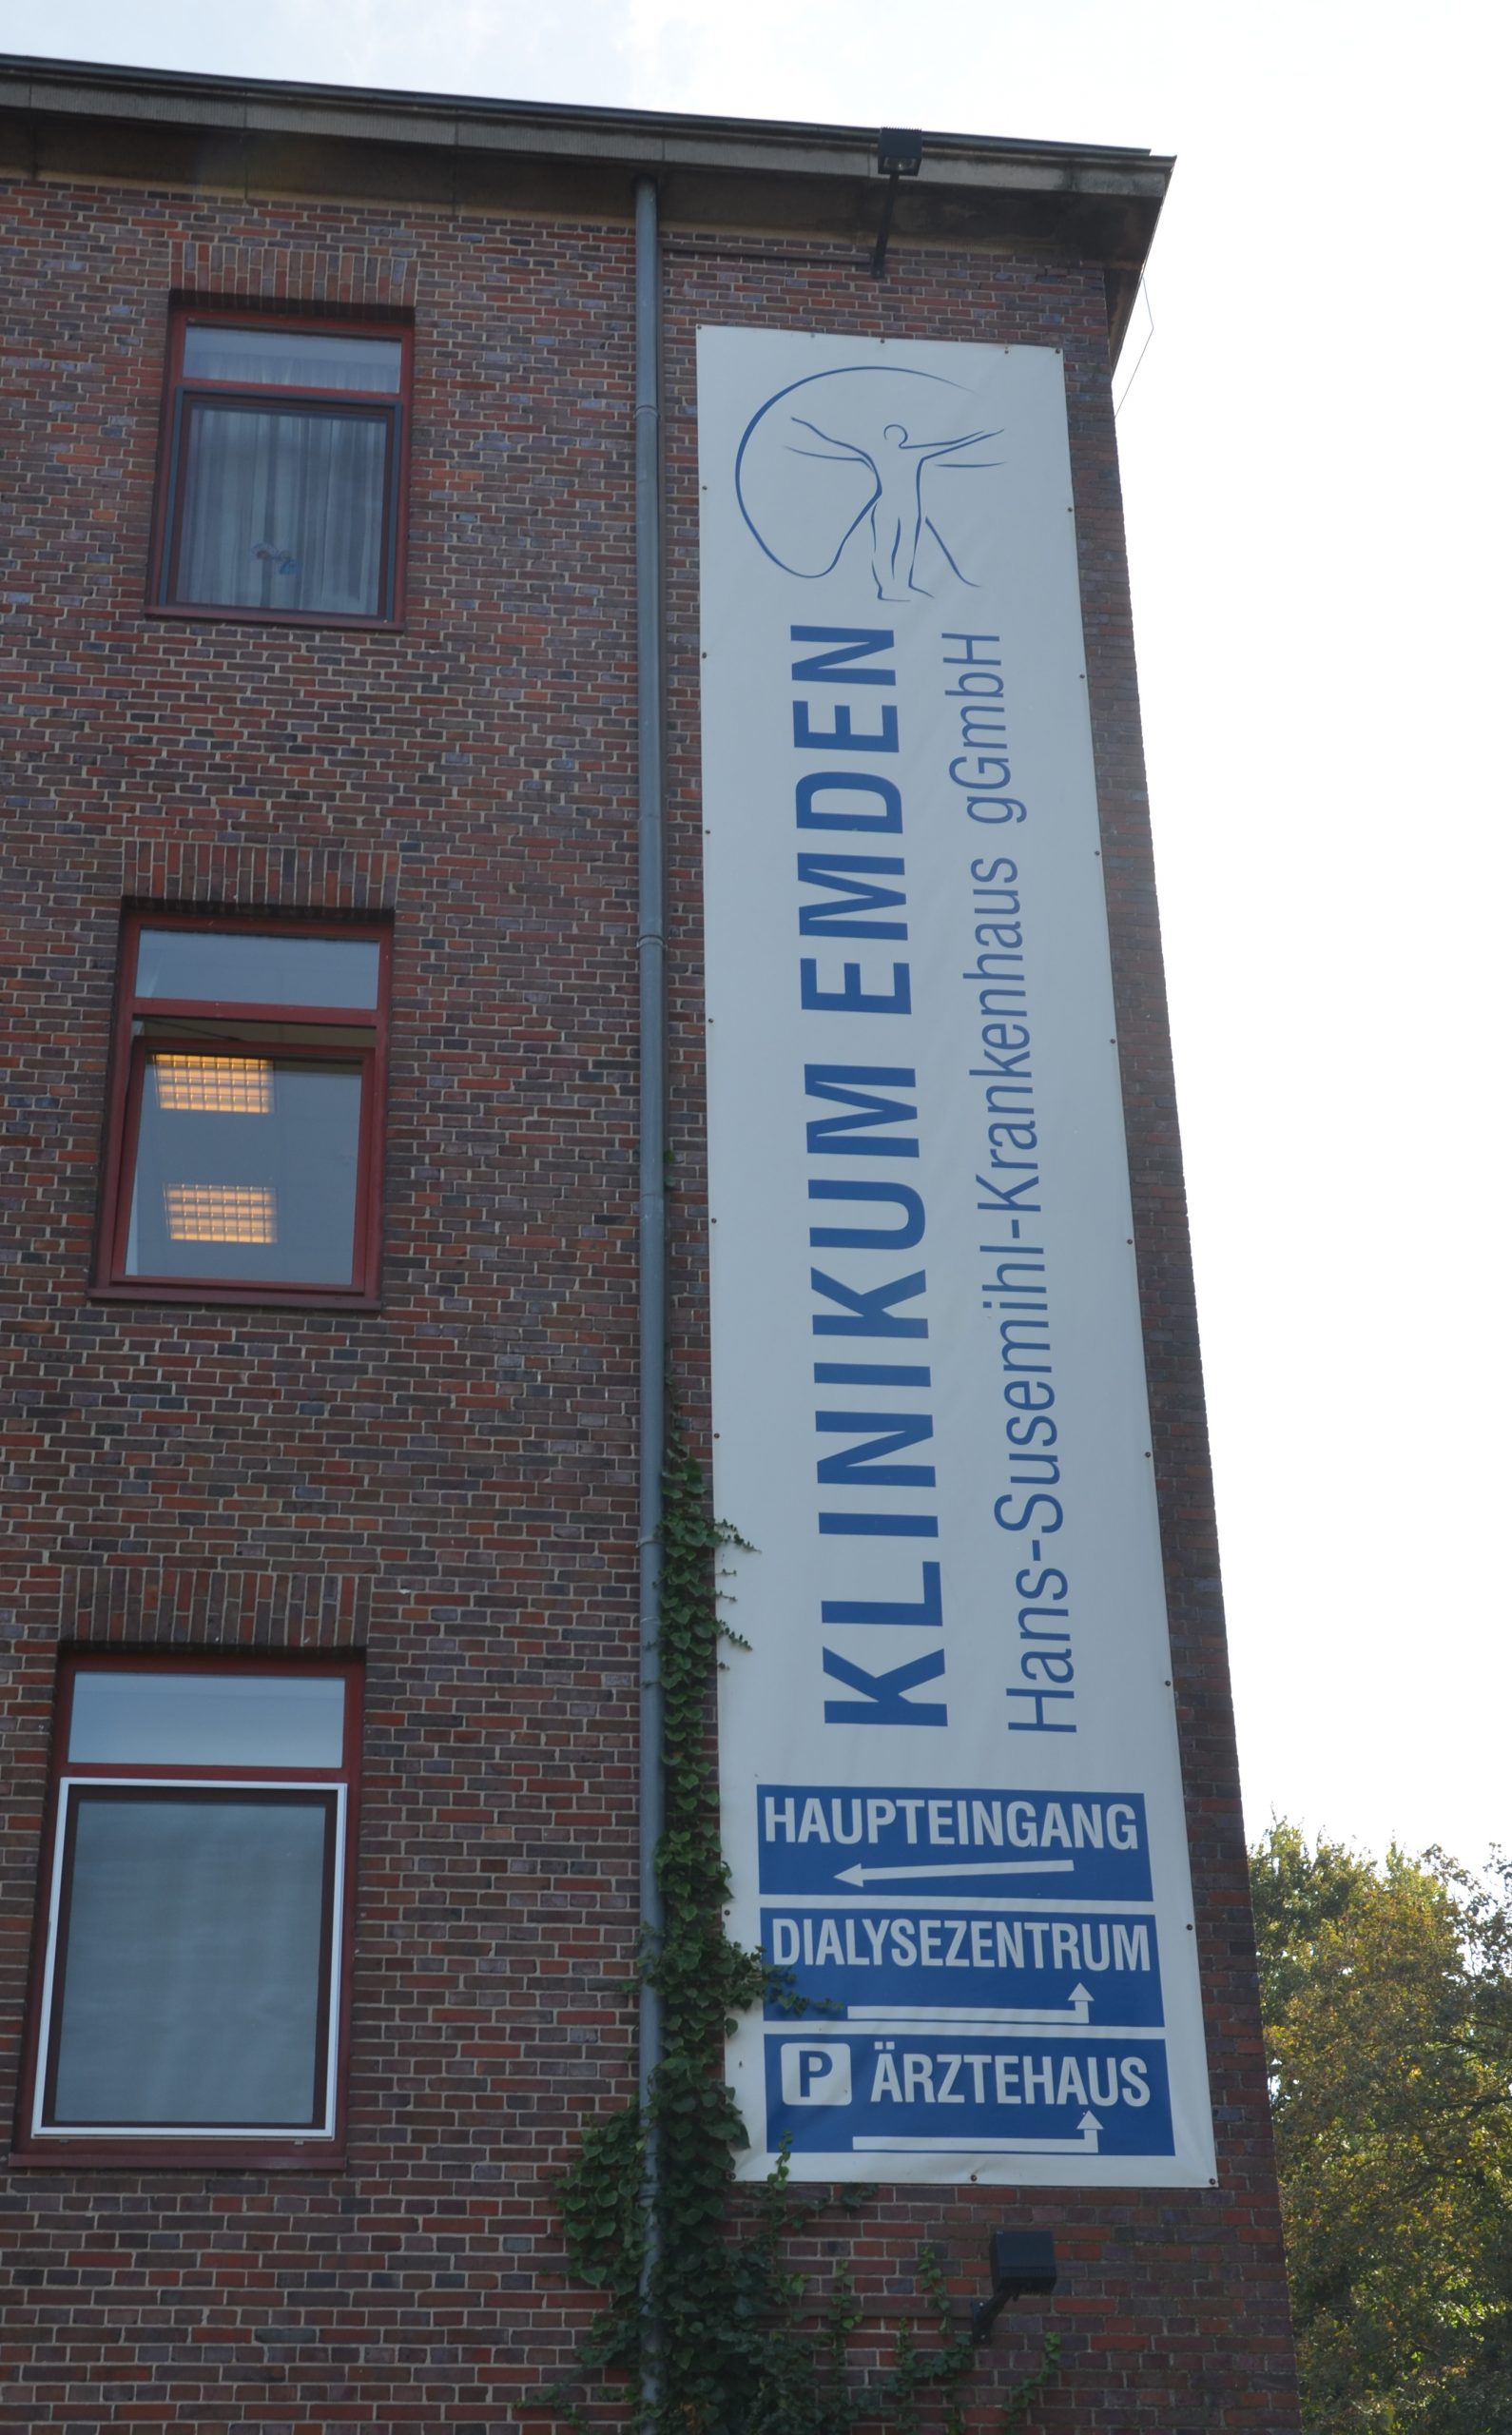 KLINIKUM EMDEN
Hans-Susemihl-Krankenhaus gGmbH
HAUPTEINGANG
DIALYSEZENTRUM
P ÄRZTEHAUS